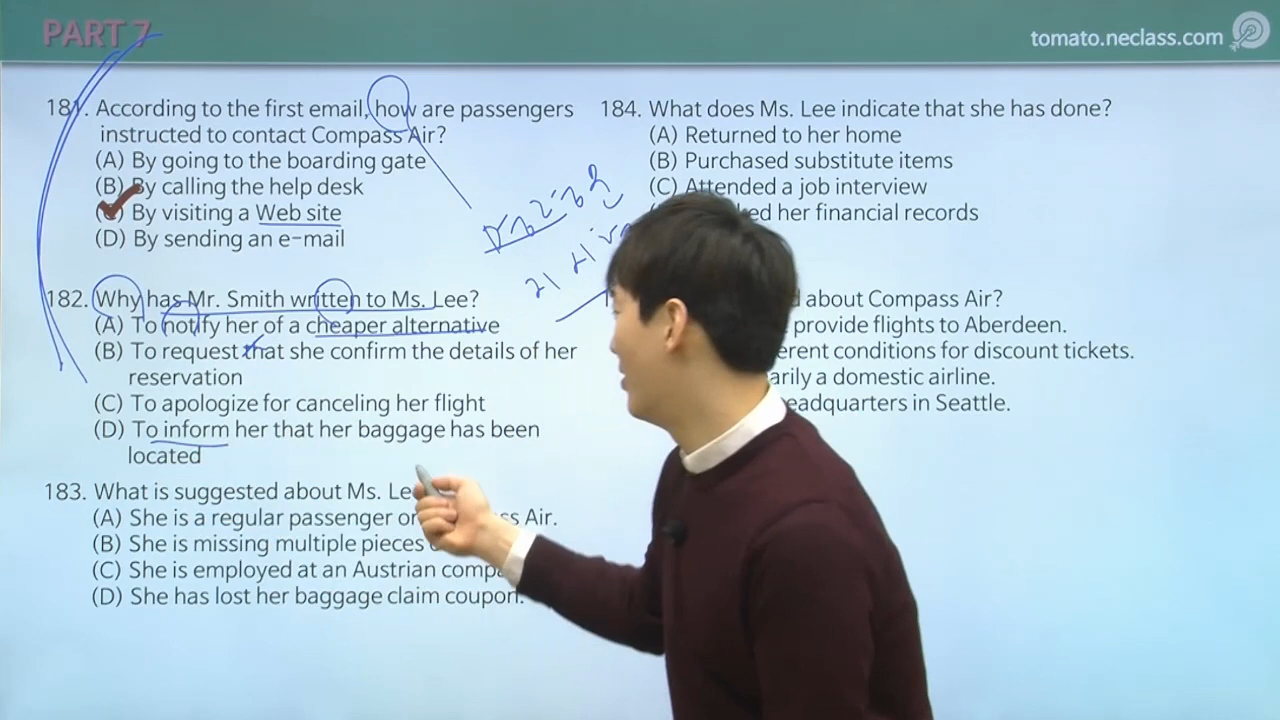 PART 7
tomato.neclass.com
181. According to the first email, how are passengers
instructed to contact Compass Air?
(A) By going to the boarding gate
(B) By calling the help desk
By visiting a Web site
(D) By sending an e-mail
182. Why has Mr. Smith written to Ms. Lee?
(A) To notify her of a cheaper alternative
(B) To request that she confirm the details of her
reservation
(C) To apologize for canceling her flight
(D) To inform her that her baggage has been
located
183. What is suggested about Ms. Le
(A) She is a regular passenger Air.
(B) She is missing multiple pieces
(C) She is employed at an Austrian
(D) She has lost her baggage claim coupon.
184. What does Ms. Lee indicate that she has done?
(A) Returned to her home
(B) Purchased substitute items
(C) Attended a job interview
her financial records
about Compass Air?
provide flights to Aberdeen.
conditions for discount tickets.
a domestic airline.
in Seattle.